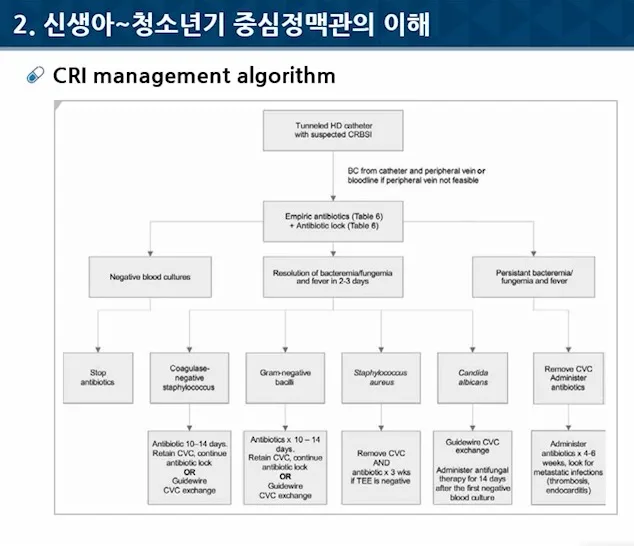 2. 신생아~청소년기 중심정맥관의 이해
CRI management algorithm
Tunneled HD catheter
with suspected CRBSI
BC from catheter and peripheral vein or
bloodline if peripheral vein not feasible
Empiric antibiotics (Table 6)
+ Antibiotic lock (Table 6)
Negative blood cultures
Resolution of bacteremia/fungemia
and fever in 2-3 days
Persistant bacteremia/
fungemia and fever
Stop
antibiotics
Coagulase-
negative
staphylococcus
Gram-negative
bacilli
Staphylococcus
aureus
Candida
albicans
Remove CVC
Administer
antibiotics
Antibiotic 10–14 days.
Retain CVC, continue
antibiotic lock
OR
Guidewire
CVC exchange
Antibiotics x 10 – 14
days.
Retain CVC, continue
antibiotic lock
OR
Guidewire
CVC exchange
Remove CVC
AND
antibiotic x 3 wks
if TEE is negative
Guidewire CVC
exchange
Administer antifungal
therapy for 14 days
after the first negative
blood culture
Administer
antibiotics x 4-6
weeks, look for
metastatic infections
(thrombosis,
endocarditis)